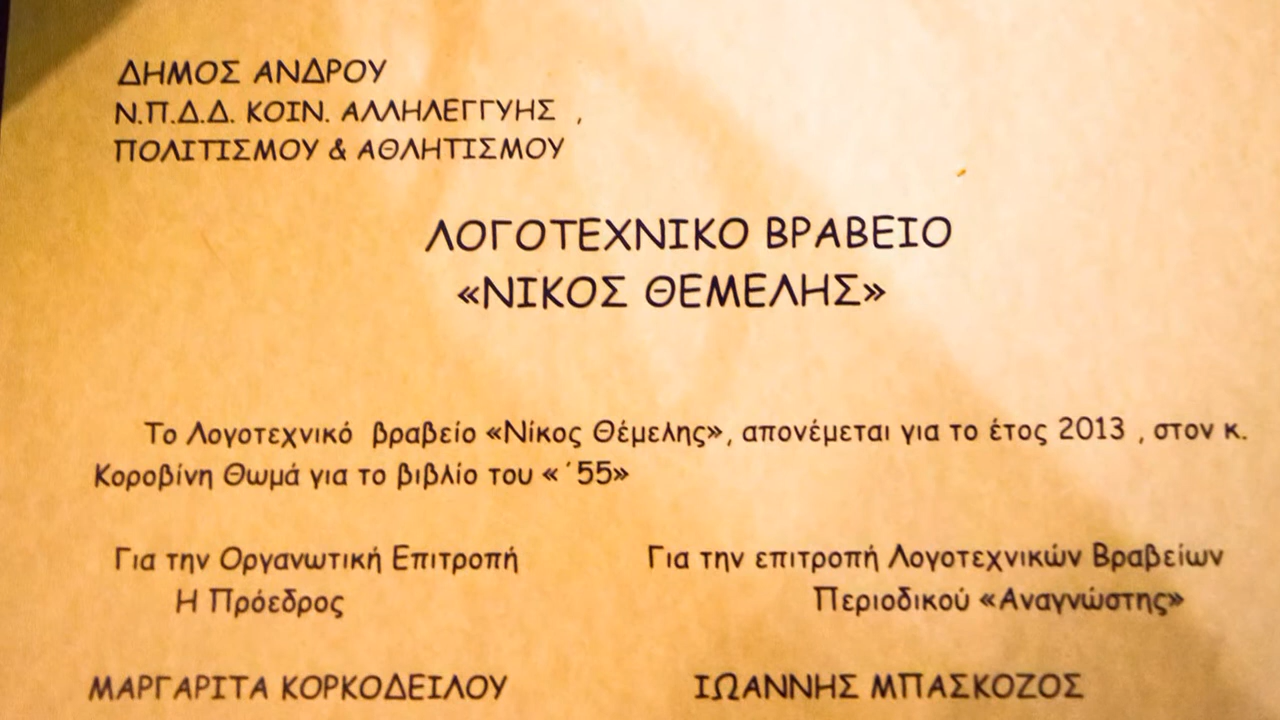 ΔΗΜΟΣ ΑΝΔΡΟΥ
Ν.Π.Δ.Δ. ΚΟΙΝ. ΑΛΛΗΛΕΓΓΥΗΣ ,
ΠΟΛΙΤΙΣΜΟΥ & ΑΘΛΗΤΙΣΜΟΥ
ΛΟΓΟΤΕΧΝΙΚΟ ΒΡΑΒΕΙΟ
«ΝΙΚΟΣ ΘΕΜΕΛΗΣ»
Το Λογοτεχνικό βραβείο «Νίκος Θέμελης», απονέμεται για το έτος 2013 , στον κ.
Κοροβίνη Θωμά για το βιβλίο του « ΄55»
Για την Οργανωτική Επιτροπή
Η Πρόεδρος
ΜΑΡΓΑΡΙΤΑ ΚΟΡΚΟΔΕΙΛΟΥ
Για την επιτροπή Λογοτεχνικών Βραβείων
Περιοδικού «Αναγνώστης»
ΙΩΑΝΝΗΣ ΜΠΑΣΚΟΖΟΣ